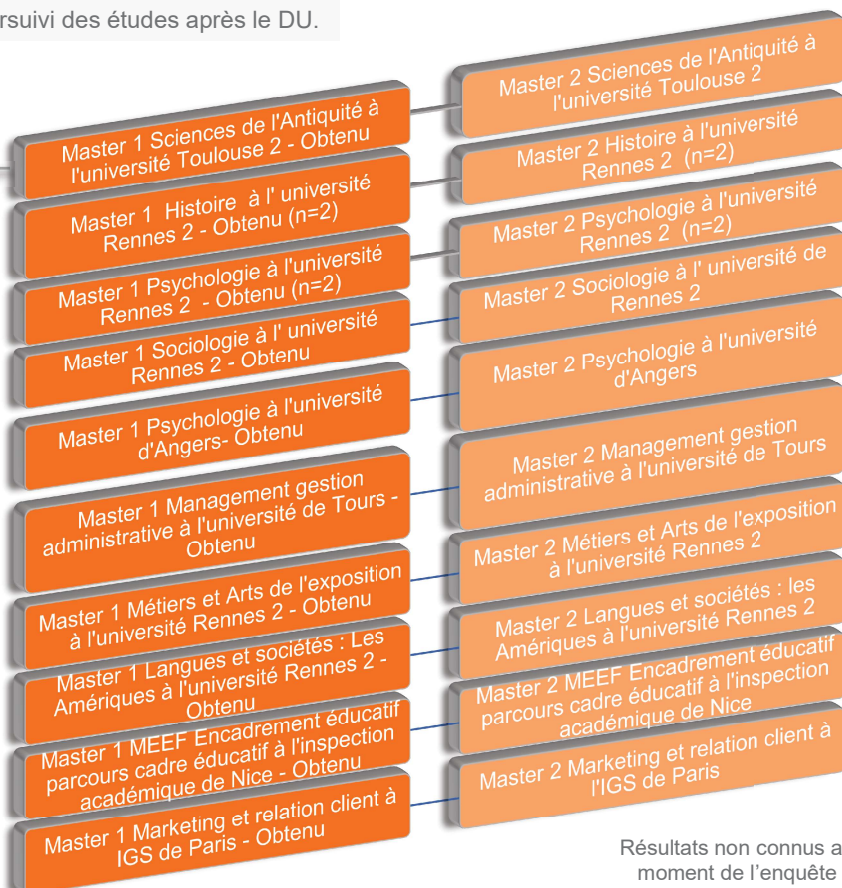 rsuivi des études après le DU.
Master 1 Sciences de l'Antiquité à
l'université Toulouse 2 - Obtenu
Master 1 Histoire à l' université
Rennes 2 - Obtenu (n=2)
Master 1 Psychologie à l'université
Rennes 2 - Obtenu (n=2)
Master 1 Sociologie à l' université
Rennes 2 - Obtenu
Master 1 Psychologie à l'université
d'Angers- Obtenu
Master 1 Management gestion
administrative à l'université de Tours -
Obtenu
Master 1 Métiers et Arts de l'exposition
à l'université Rennes 2 - Obtenu
Master 1 Langues et sociétés : Les
Amériques à l'université Rennes 2 -
Obtenu
Master 1 MEEF Encadrement éducatif
parcours cadre éducatif à l'inspection
académique de Nice - Obtenu
Master 1 Marketing et relation client à
IGS de Paris - Obtenu
Master 2 Sciences de l'Antiquité à
l'université Toulouse 2
Master 2 Histoire à l'université
Rennes 2 (n=2)
Master 2 Psychologie à l'université
Rennes 2 (n=2)
Master 2 Sociologie à l' université de
Rennes 2
Master 2 Psychologie à l'université
d'Angers
Master 2 Management gestion
administrative à l'université de Tours
Master 2 Métiers et Arts de l'exposition
à l'université Rennes 2
Master 2 Langues et sociétés : les
Amériques à l'université Rennes 2
Master 2 MEEF Encadrement éducatif
parcours cadre éducatif à l'inspection
académique de Nice
Master 2 Marketing et relation client à
l'IGS de Paris
Résultats non connus a
moment de l'enquête